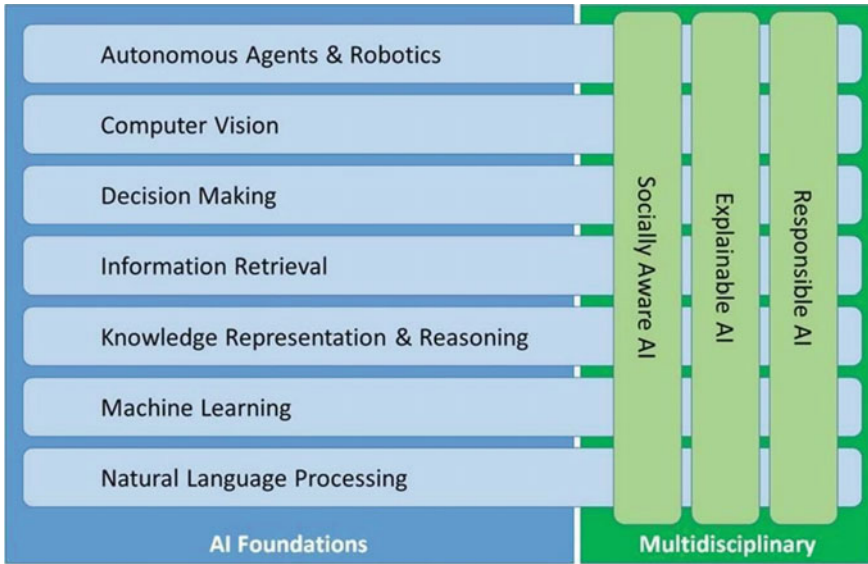 Autonomous Agents & Robotics
Computer Vision
Decision Making
Information Retrieval
Knowledge Representation & Reasoning
Machine Learning
Natural Language Processing
Socially Aware AI
Explainable AI
Responsible AI
AI Foundations
Multidisciplinary